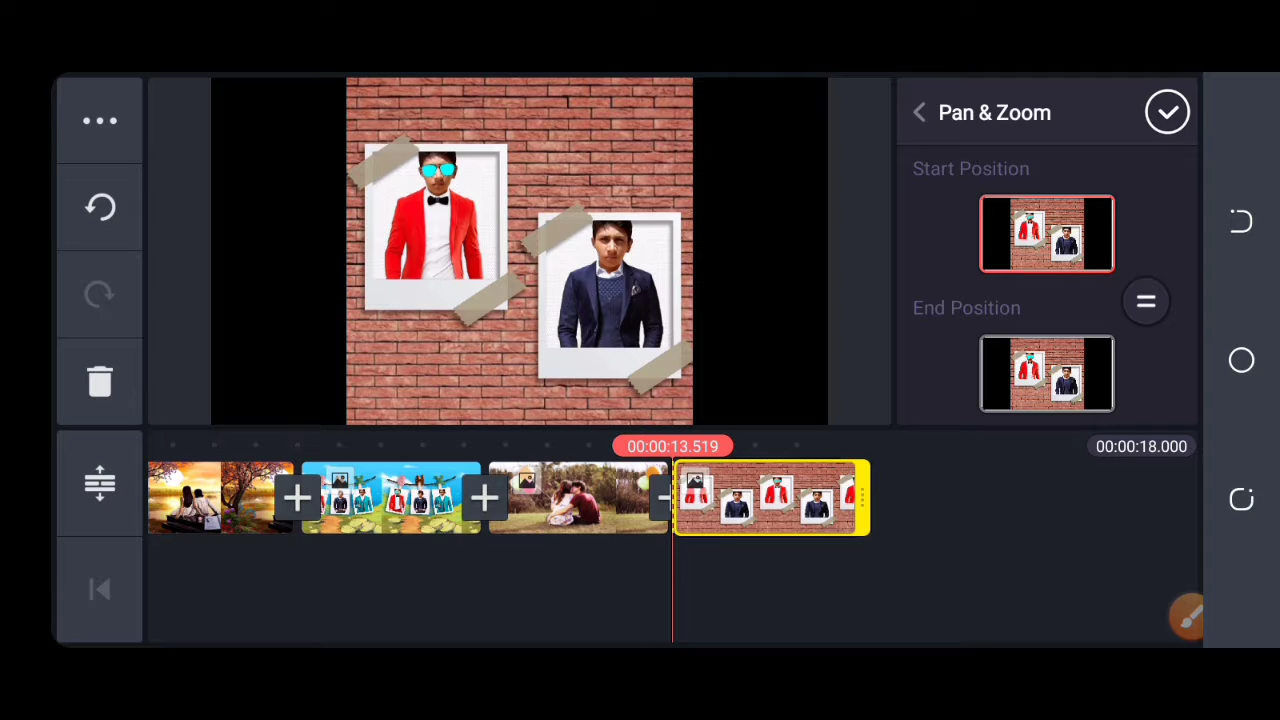 Pan & Zoom
Start Position
End Position
00:00:13.519
00:00:18.000